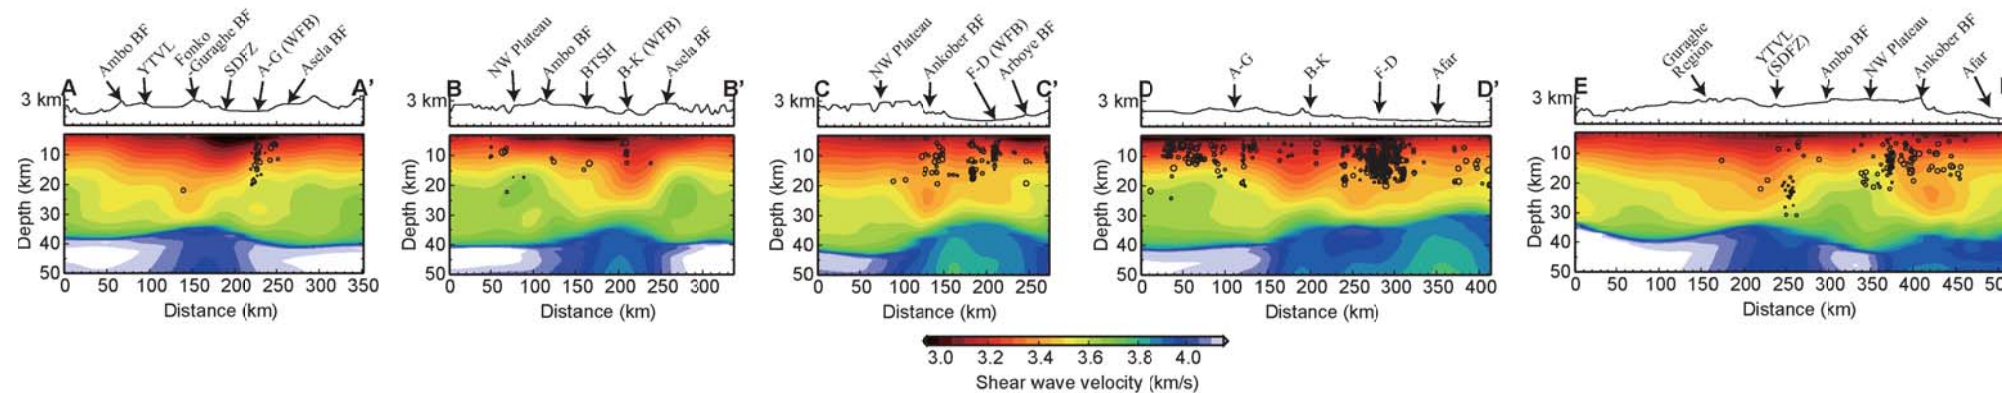 Ambo BF
YTVL
Fonko
Guraghe BF
SDFZ
A-G (WFB)
Asela BF
A
A'
3 km
10
20
30
40
50
Depth (km)
0 50 100 150 200 250 300 350
Distance (km)
NW Plateau
Ambo BF
BTSH
B-K (WFB)
Asela BF
B
B'
3 km
10
20
30
40
50
Depth (km)
0 50 100 150 200 250 300
Distance (km)
NW Plateau
Ankober BF
F-D (WFB)
Arboye BF
C
C'
3 km
10
20
30
40
50
Depth (km)
0 50 100 150 200 250
Distance (km)
A-G
B-K
F-D
Afar
D
D'
3 km
10
20
30
40
50
Depth (km)
0 50 100 150 200 250 300 350 400
Distance (km)
Guraghe
Region
YTVL
(SDFZ)
Ambo BF
NW Plateau
Ankober BF
Afar
E
3 km
10
20
30
40
50
Depth (km)
0 50 100 150 200 250 300 350 400 450
Distance (km)
3.0 3.2 3.4 3.6 3.8 4.0
Shear wave velocity (km/s)